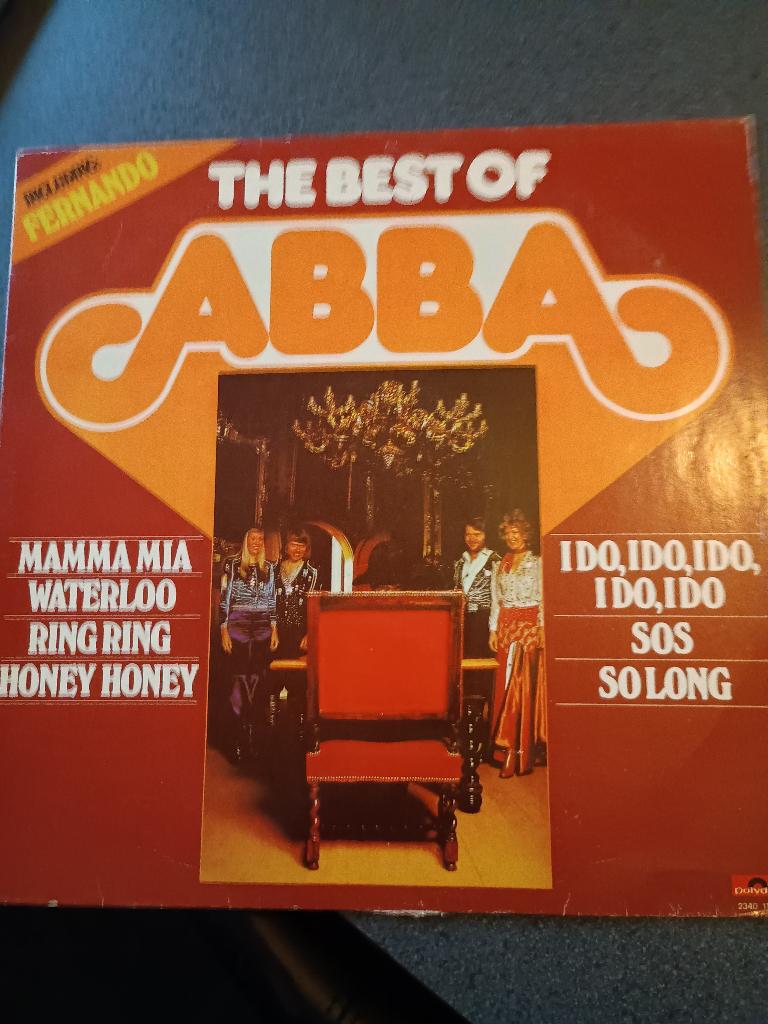 INCLUDING:
FERNANDO
THE BEST OF
ABBA
MAMMA MIA
WATERLOO
RING RING
HONEY HONEY
I DO, I DO, I DO,
I DO, I DO
SOS
SO LONG
2340